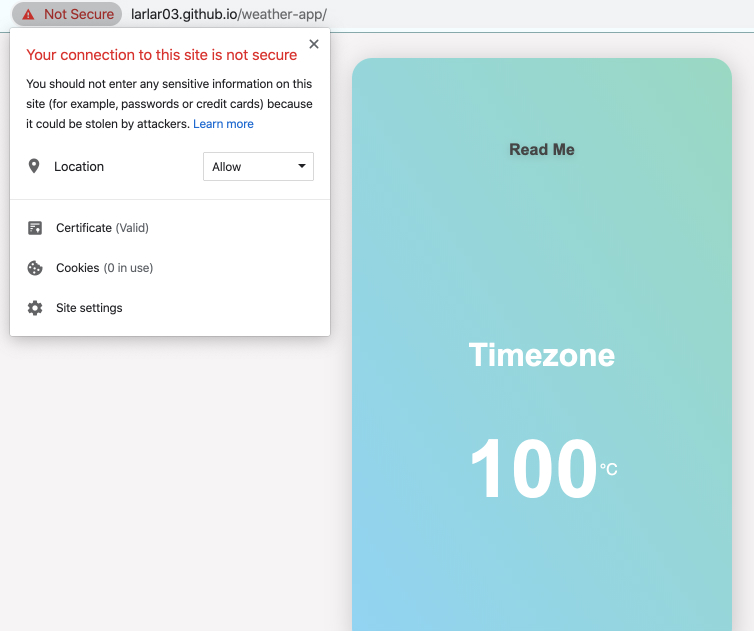 Not Secure larlar03.github.io/weather-app/
Your connection to this site is not secure
You should not enter any sensitive information on this
site (for example, passwords or credit cards) because
it could be stolen by attackers. Learn more
Location Allow
Certificate (Valid)
Cookies (0 in use)
Site settings
Read Me
Timezone
100 °C